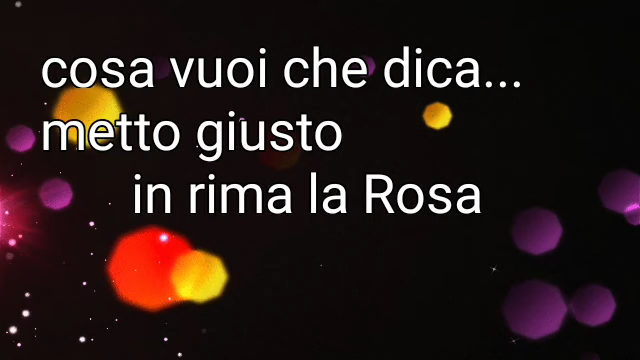 cosa vuoi che dica...
metto giusto
in rima la Rosa